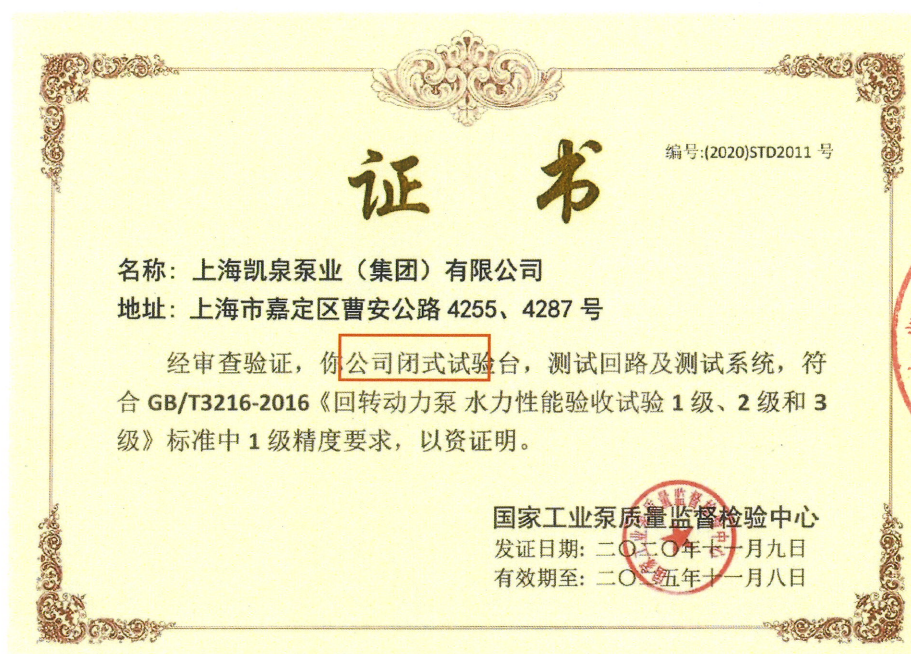 编号:(2020)STD2011 号
证 书
名称：上海凯泉泵业（集团）有限公司
地址：上海市嘉定区曹安公路 4255、4287 号
经审查验证，你公司闭式试验台，测试回路及测试系统，符
合 GB/T3216-2016《回转动力泵 水力性能验收试验 1 级、2 级和 3
级》标准中 1 级精度要求，以资证明。
国家工业泵质量监督检验中心
发证日期: 二〇二〇年十一月九日
有效期至: 二〇二五年十一月八日